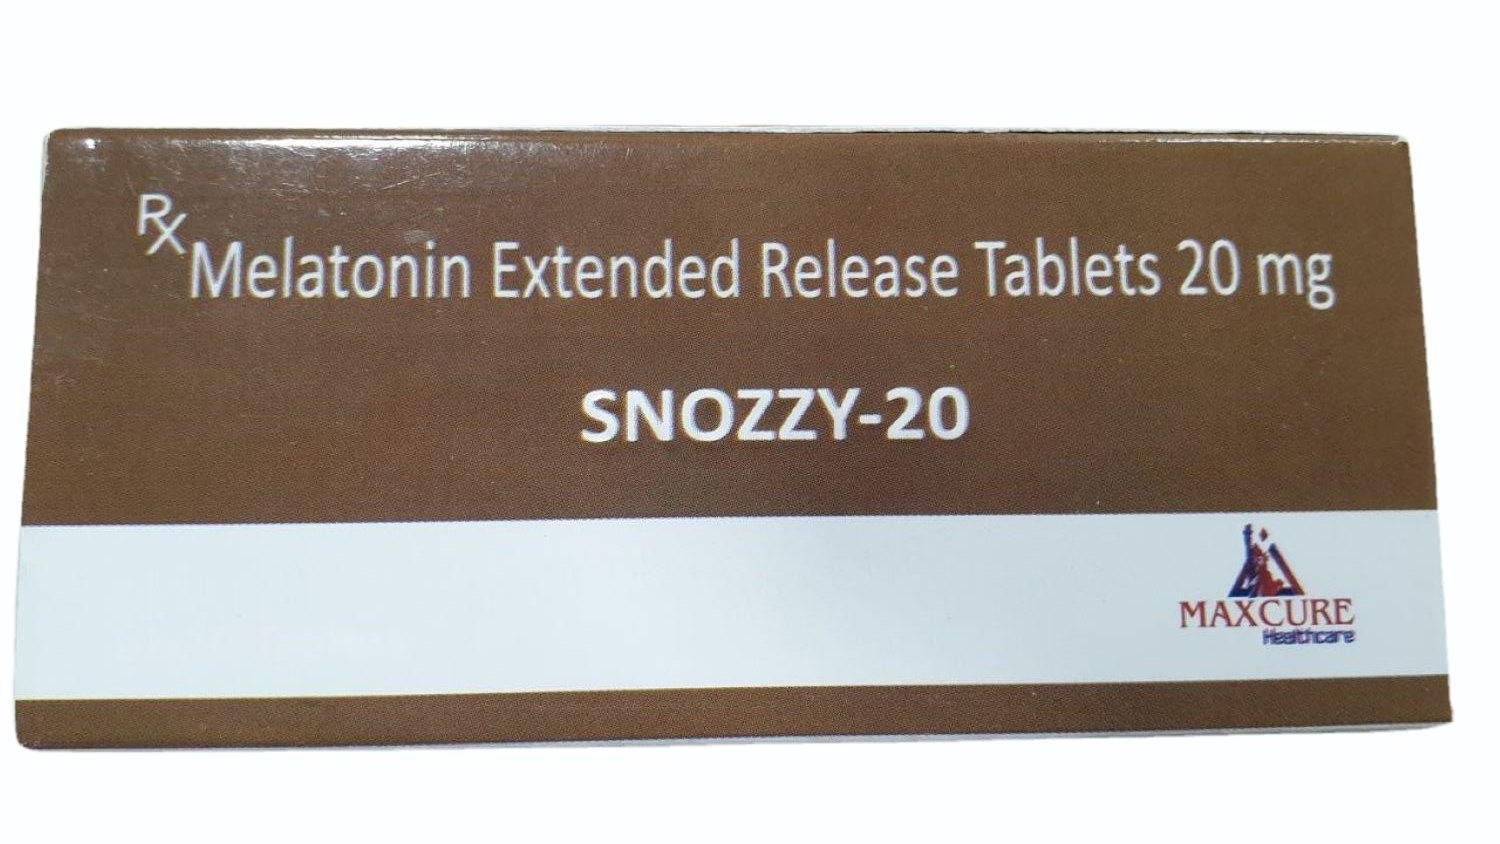 Rx Melatonin Extended Release Tablets 20 mg
SNOZZY-20
MAXCURE
Healthcare